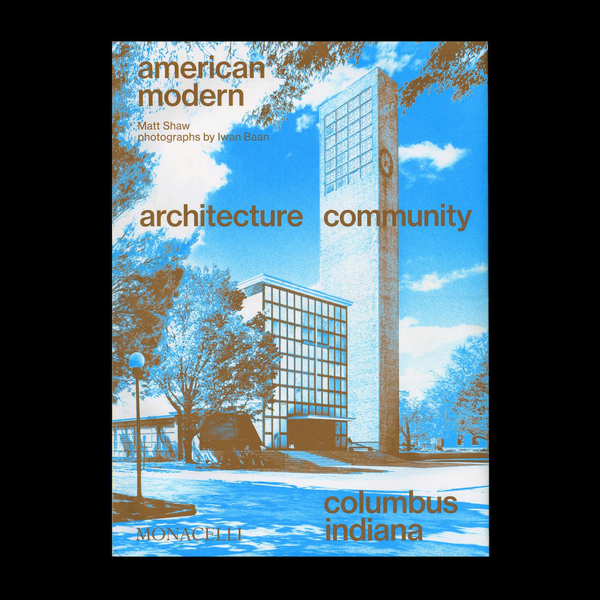 american
modern
Matt Shaw
photographs by Iwan Baan
architecture community
columbus
indiana
MONACELLI